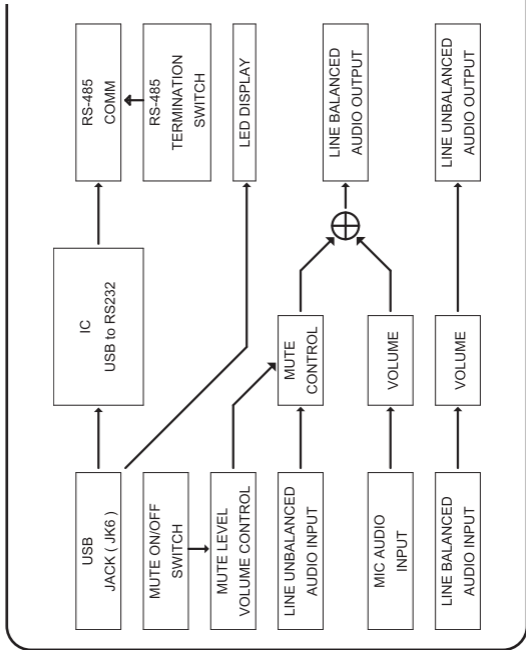 USB
JACK ( JK6 )
IC
USB to RS232
RS-485
COMM
MUTE ON/OFF
SWITCH
RS-485
TERMINATION
SWITCH
MUTE LEVEL
VOLUME CONTROL
LED DISPLAY
LINE UNBALANCED
AUDIO INPUT
MUTE
CONTROL
LINE BALANCED
AUDIO OUTPUT
MIC AUDIO
INPUT
VOLUME
LINE BALANCED
AUDIO INPUT
VOLUME
LINE UNBALANCED
AUDIO OUTPUT